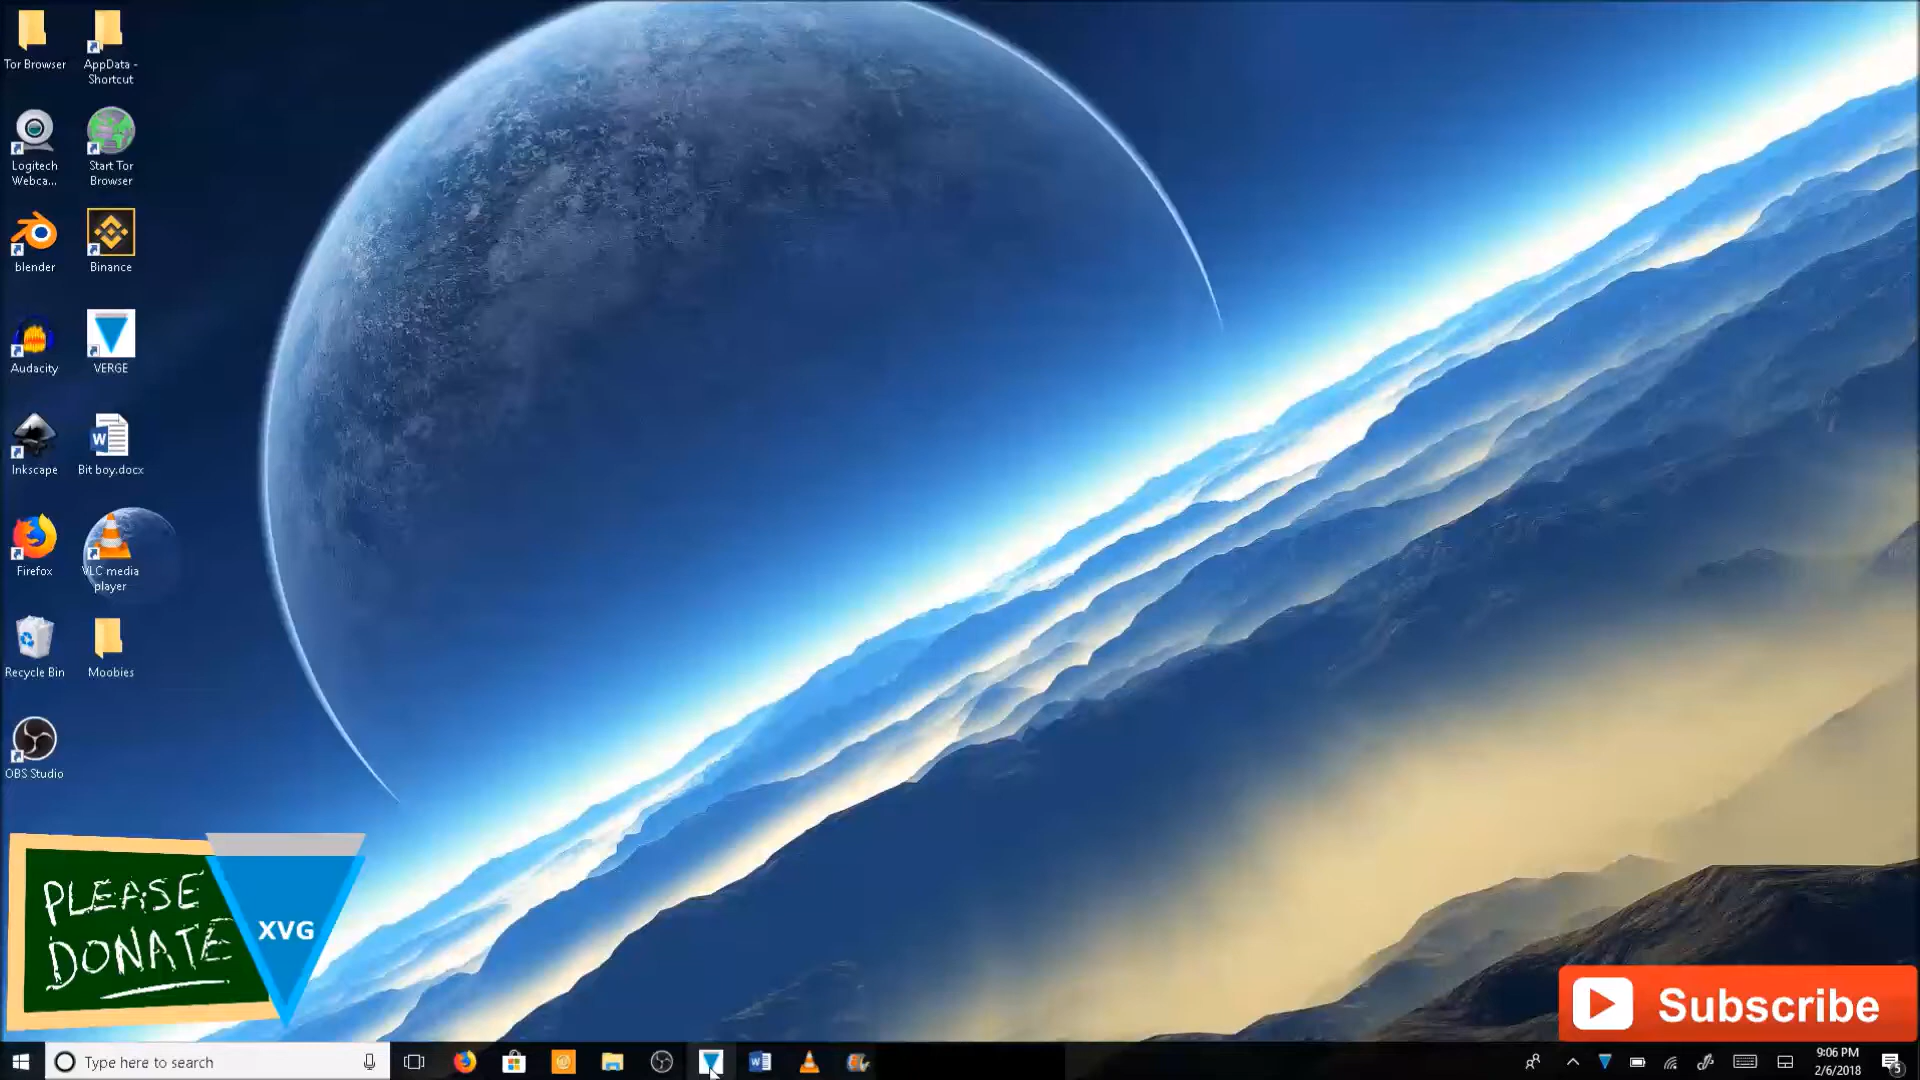 Tor Browser
AppData -
Shortcut
Logitech
Webca...
Start Tor
Browser
blender
Binance
Audacity
VERGE
Inkscape
Bit boy.docx
Firefox
VLC media
player
Recycle Bin
Moobies
OBS Studio
PLEASE
DONATE
XVG
Subscribe
Type here to search
9:06 PM
2/6/2018
5